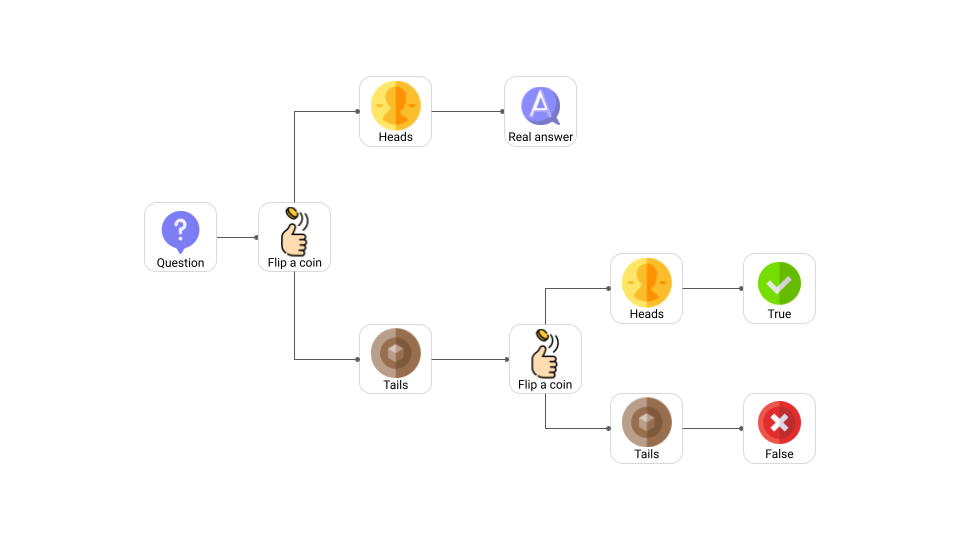 Heads
Real answer
?
Question
Flip a coin
Heads
True
Tails
Flip a coin
Tails
False